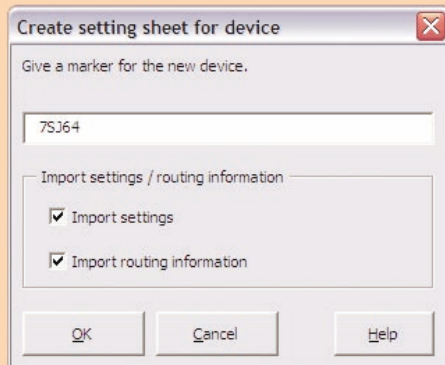 Create setting sheet for device
Give a marker for the new device.
7SJ64
Import settings / routing information
Import settings
Import routing information
OK Cancel Help